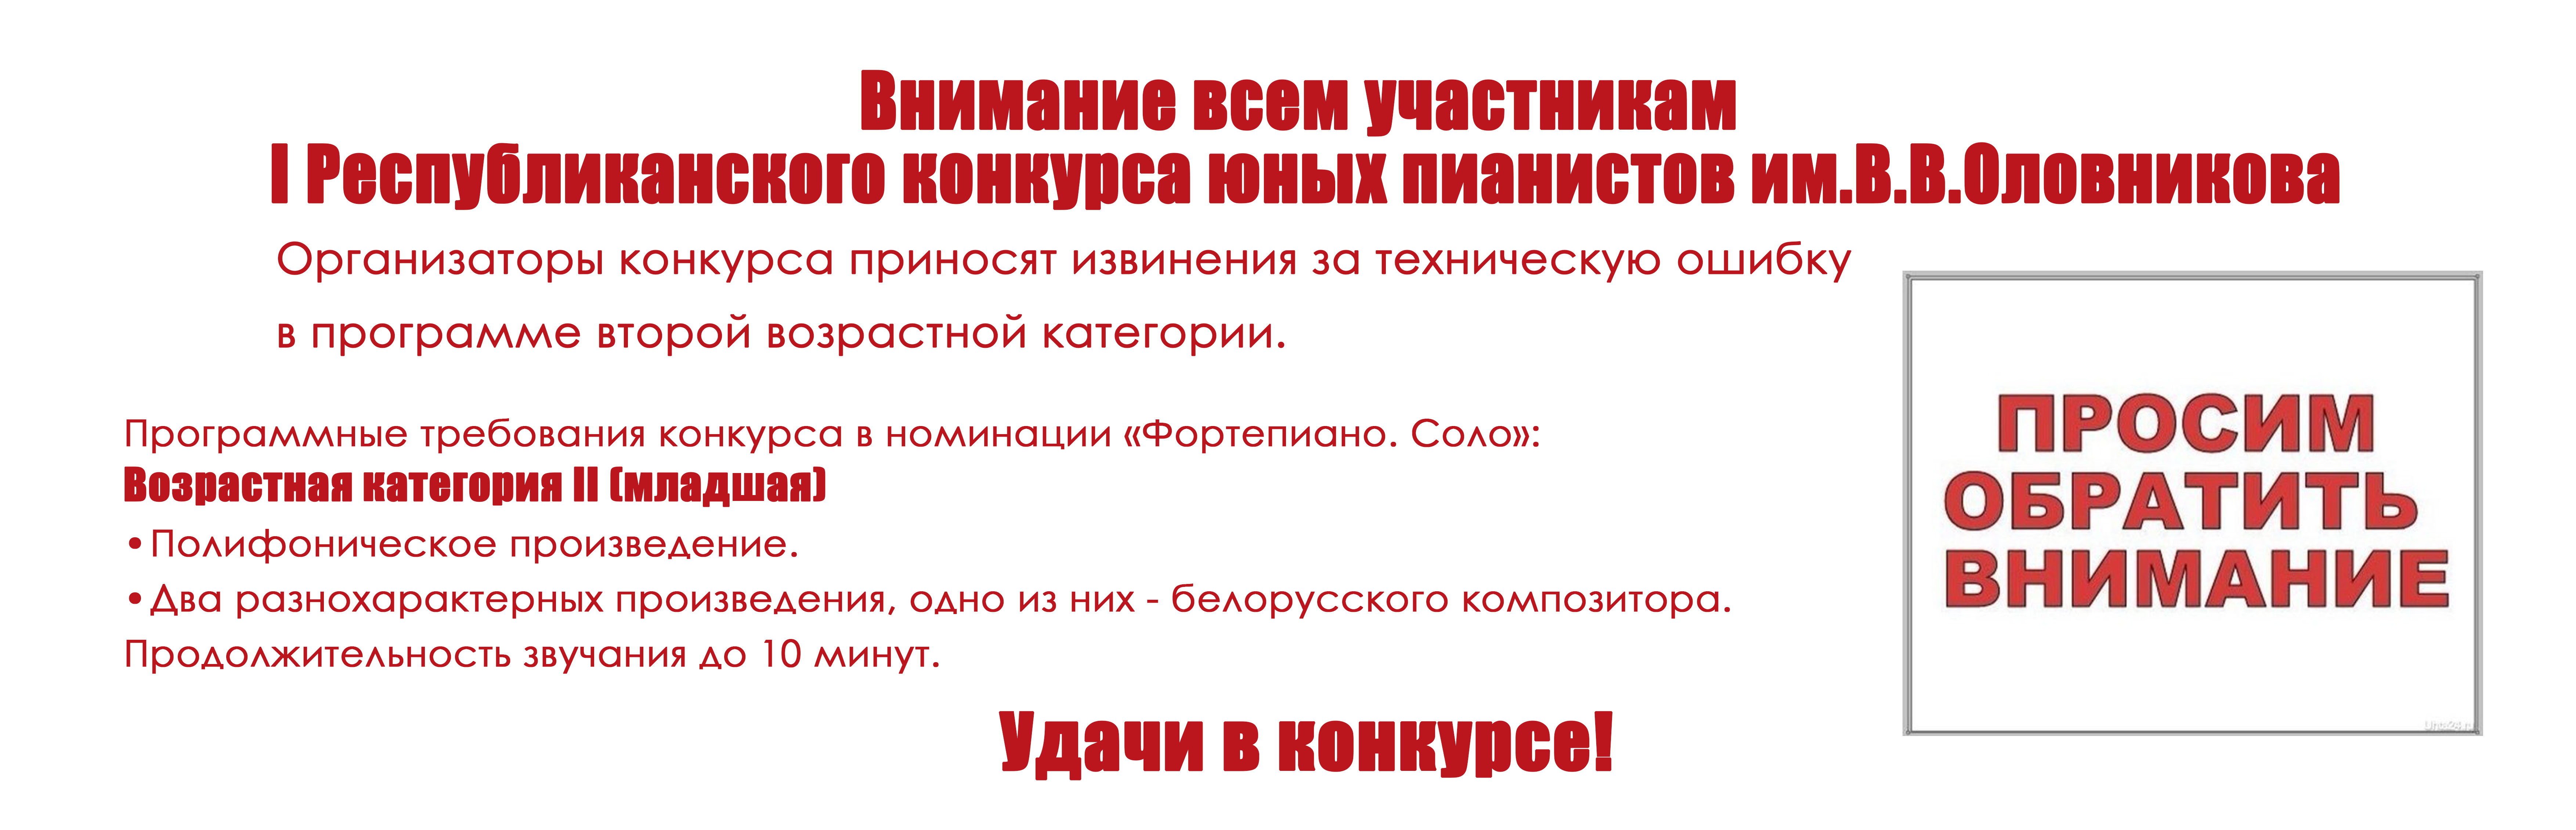 Внимание всем участникам
I Республиканского конкурса юных пианистов им.В.В.Оловникова
Организаторы конкурса приносят извинения за техническую ошибку
в программе второй возрастной категории.
Программные требования конкурса в номинации «Фортепиано. Соло»:
Возрастная категория II (младшая)
•Полифоническое произведение.
•Два разнохарактерных произведения, одно из них - белорусского композитора.
Продолжительность звучания до 10 минут.
Удачи в конкурсе!
ПРОСИМ
ОБРАТИТЬ
ВНИМАНИЕ